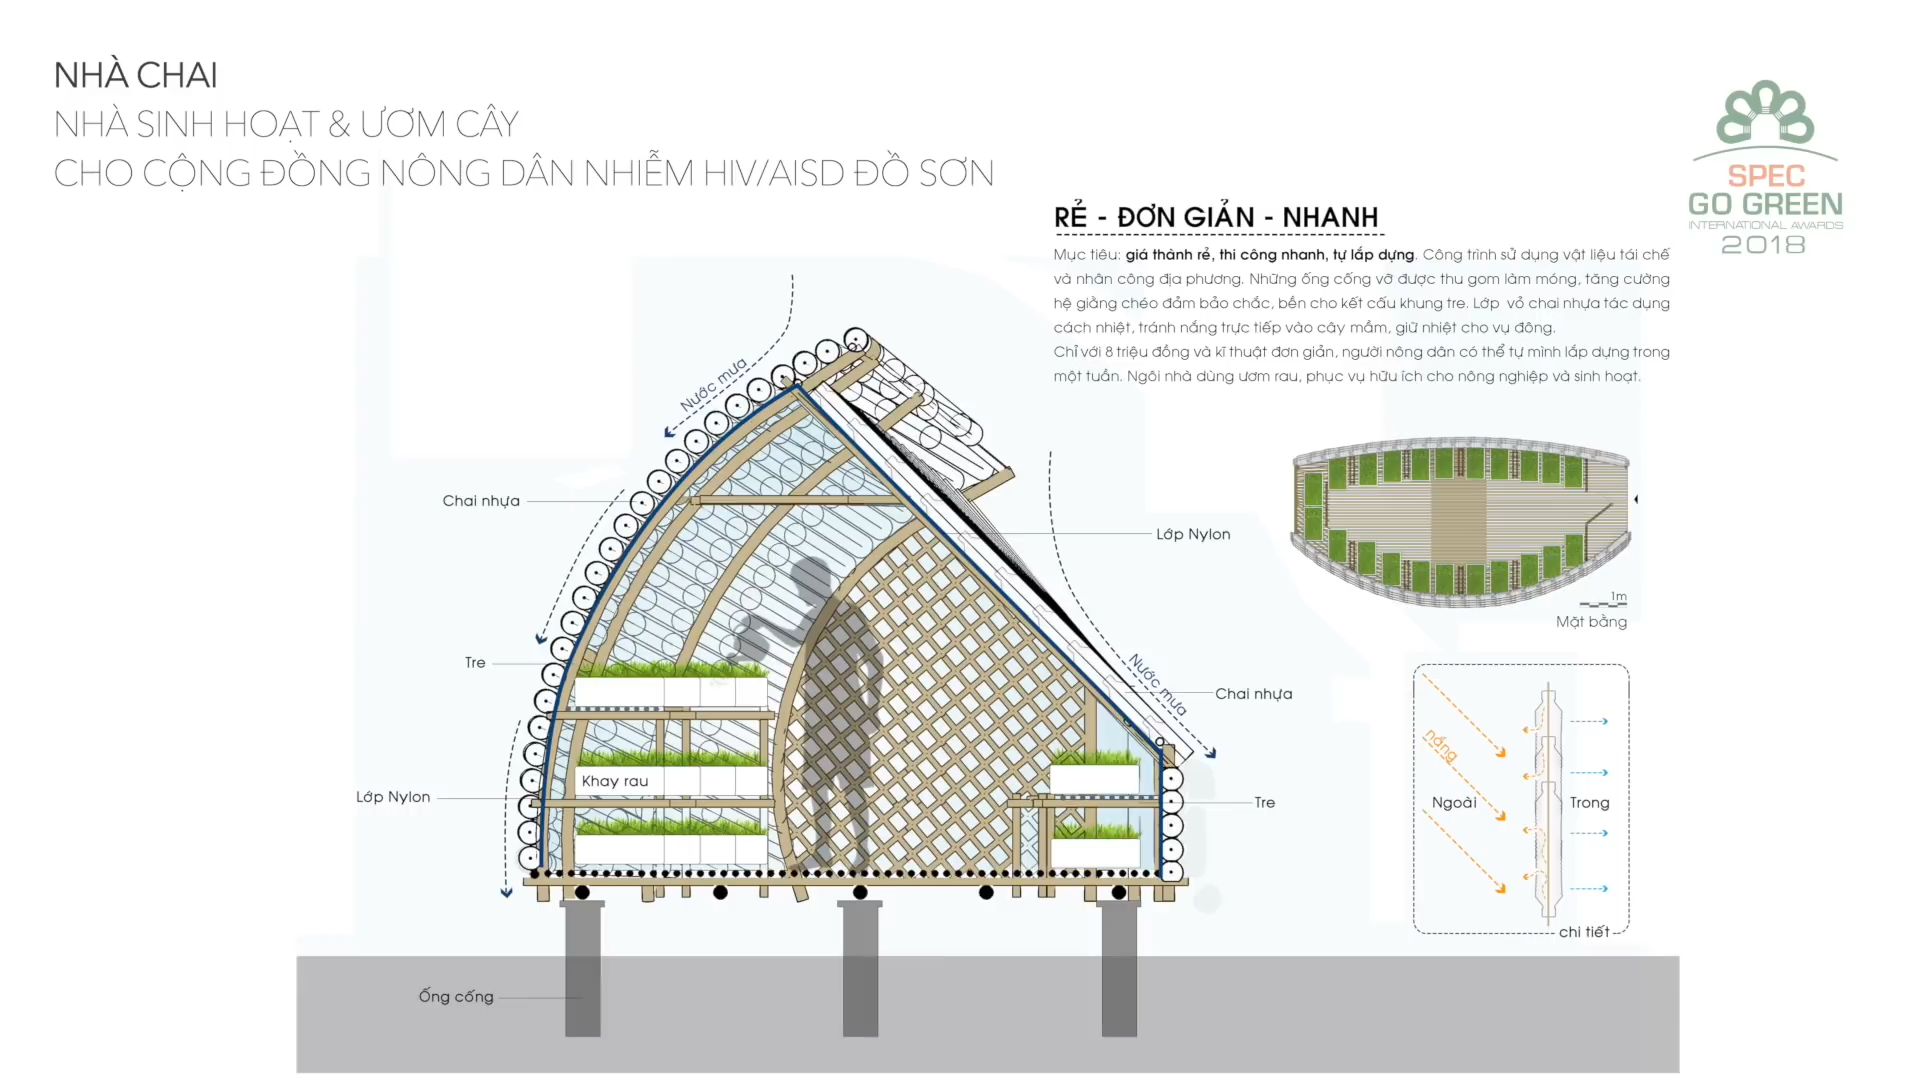 NHÀ CHAI
NHÀ SINH HOẠT & ƯƠM CÂY
CHO CỘNG ĐỒNG NÔNG DÂN NHIỄM HIV/AISD ĐỒ SƠN
SPEC
GO GREEN
INTERNATIONAL AWARDS
2018
RẺ - ĐƠN GIẢN - NHANH
Mục tiêu: giá thành rẻ, thi công nhanh, tự lắp dựng. Công trình sử dụng vật liệu tái chế
và nhân công địa phương. Những ống cống vỡ được thu gom làm móng, tăng cường
hệ giằng chéo đảm bảo chắc, bền cho kết cấu khung tre. Lớp vỏ chai nhựa tác dụng
cách nhiệt, tránh nắng trực tiếp vào cây mầm, giữ nhiệt cho vụ đông.
Chỉ với 8 triệu đồng và kĩ thuật đơn giản, người nông dân có thể tự mình lắp dựng trong
một tuần. Ngôi nhà dùng ươm rau, phục vụ hữu ích cho nông nghiệp và sinh hoạt.
Nước mưa
Chai nhựa
Lớp Nylon
1m
Mặt bằng
Tre
Nước mưa
Chai nhựa
nắng
Khay rau
Lớp Nylon
Tre
Ngoài
Trong
chi tiết
Ống cống